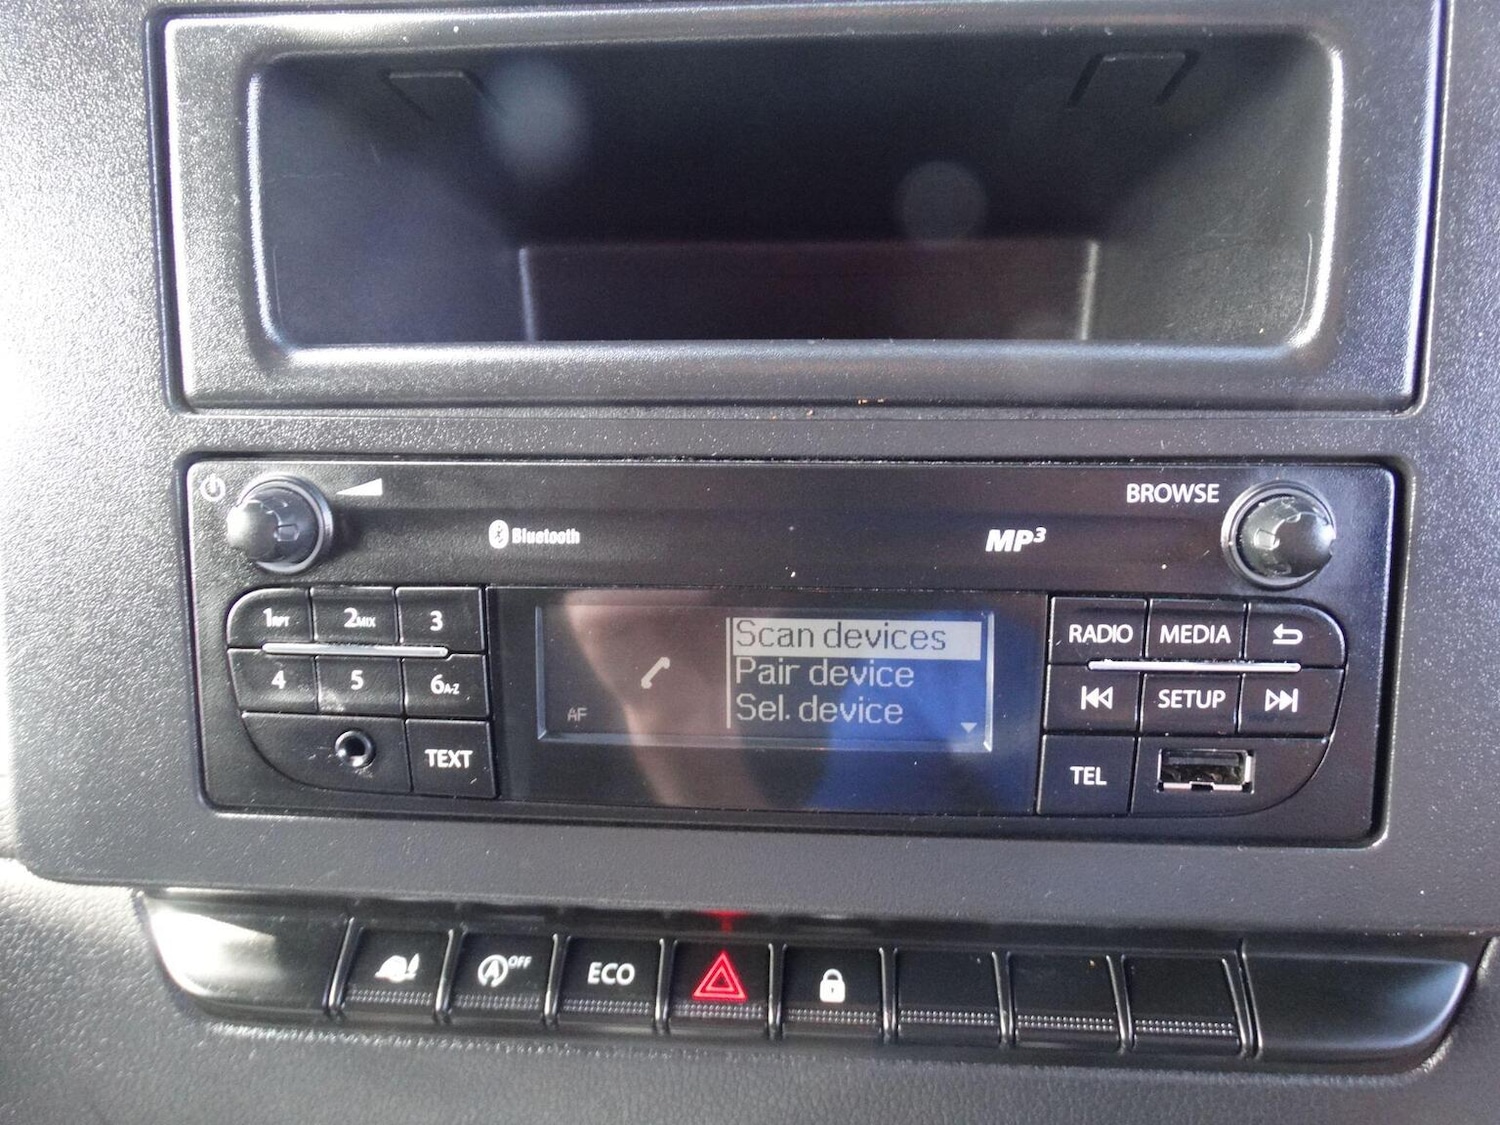 BROWSE
Bluetooth
MP3
1RPT 2MIX 3
RADIO MEDIA
Scan devices
Pair device
Sel. device
4 5 6A-Z
SETUP
AF
TEXT
TEL
OFF
A
ECO